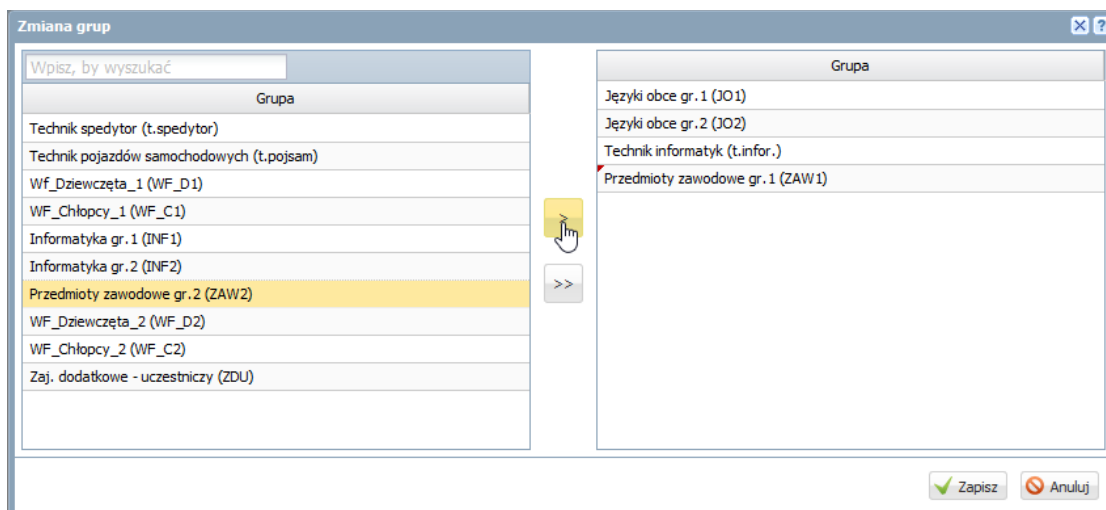 Zmiana grup
Wpisz, by wyszukać
Grupa
Technik spedytor (t.spedytor)
Technik pojazdów samochodowych (t.pojsam)
Wf_Dziewczęta_1 (WF_D1)
WF_Chłopcy_1 (WF_C1)
Informatyka gr.1 (INF1)
Informatyka gr.2 (INF2)
Przedmioty zawodowe gr.2 (ZAW2)
WF_Dziewczęta_2 (WF_D2)
WF_Chłopcy_2 (WF_C2)
Zaj. dodatkowe - uczestniczy (ZDU)
>
>>
Grupa
Języki obce gr.1 (JO1)
Języki obce gr.2 (JO2)
Technik informatyk (t.infor.)
Przedmioty zawodowe gr.1 (ZAW1)
Zapisz
Anuluj